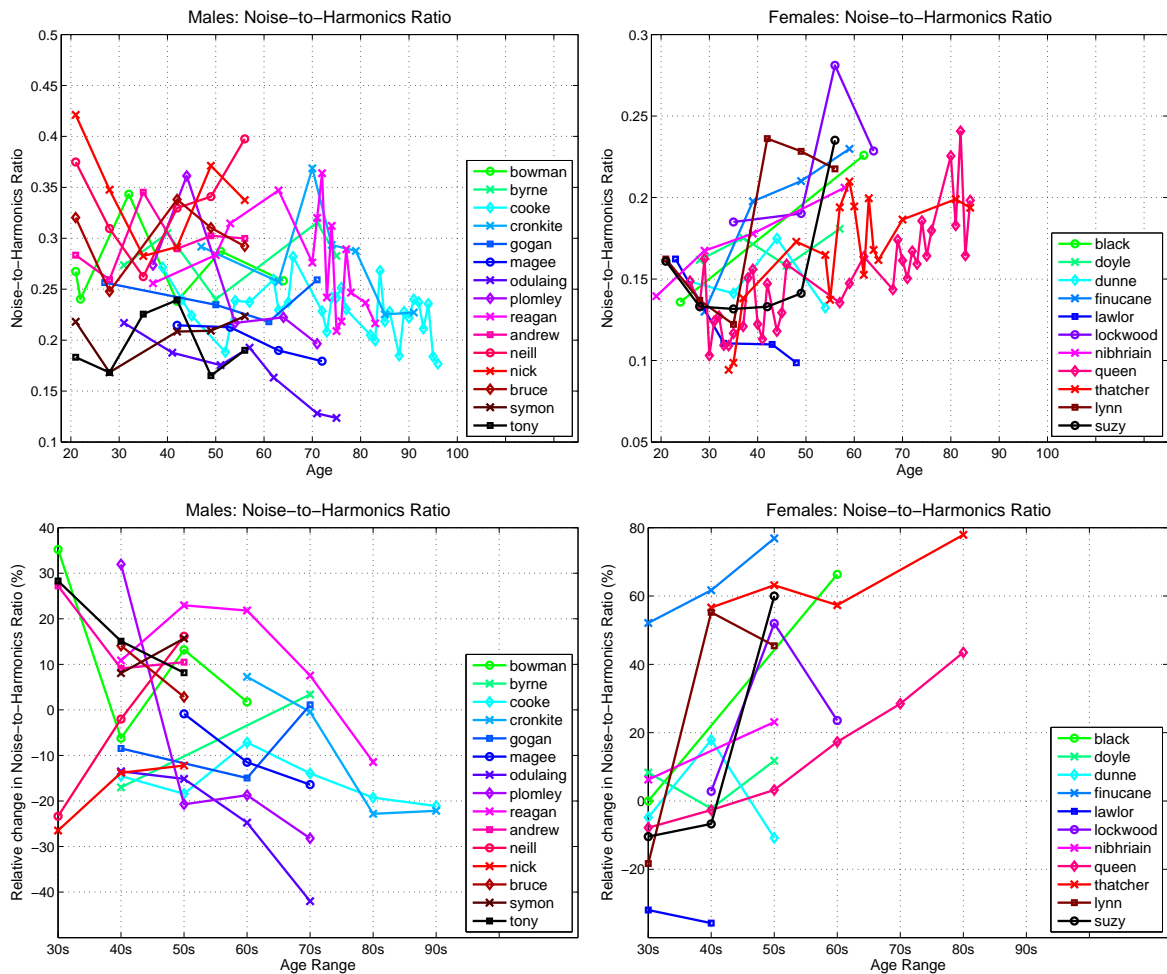 Males: Noise−to−Harmonics Ratio
Noise−to−Harmonics Ratio
0.5
0.45
0.4
0.35
0.3
0.25
0.2
0.15
0.1
20 30 40 50 60 70 80 90 100
Age
bowman
byrne
cooke
cronkite
gogan
magee
odulaing
plomley
reagan
andrew
neill
nick
bruce
symon
tony
Females: Noise−to−Harmonics Ratio
Noise−to−Harmonics Ratio
0.3
0.25
0.2
0.15
0.1
0.05
20 30 40 50 60 70 80 90 100
Age
black
doyle
dunne
finucane
lawlor
lockwood
nibhriain
queen
thatcher
lynn
suzy
Males: Noise−to−Harmonics Ratio
Relative change in Noise−to−Harmonics Ratio (%)
40
30
20
10
0
−10
−20
−30
−40
30s 40s 50s 60s 70s 80s 90s
Age Range
bowman
byrne
cooke
cronkite
gogan
magee
odulaing
plomley
reagan
andrew
neill
nick
bruce
symon
tony
Females: Noise−to−Harmonics Ratio
Relative change in Noise−to−Harmonics Ratio (%)
80
60
40
20
0
−20
30s 40s 50s 60s 70s 80s 90s
Age Range
black
doyle
dunne
finucane
lawlor
lockwood
nibhriain
queen
thatcher
lynn
suzy